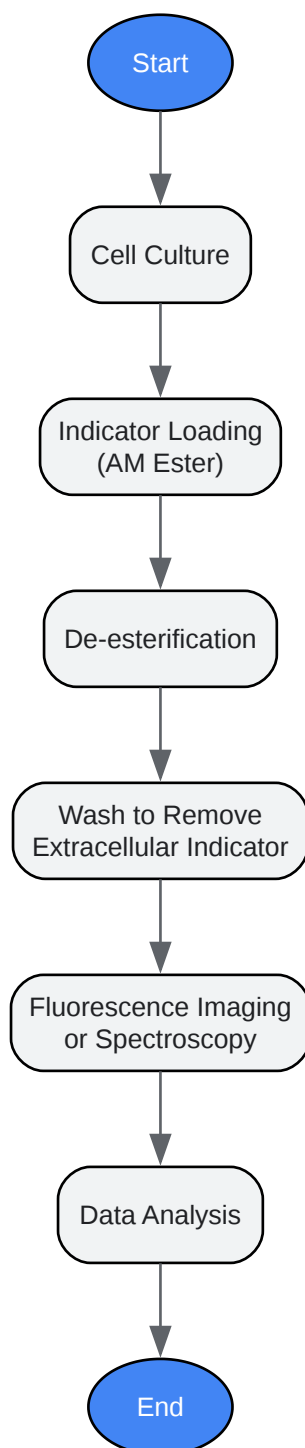 Start
Cell Culture
Indicator Loading
(AM Ester)
De-esterification
Wash to Remove
Extracellular Indicator
Fluorescence Imaging
or Spectroscopy
Data Analysis
End